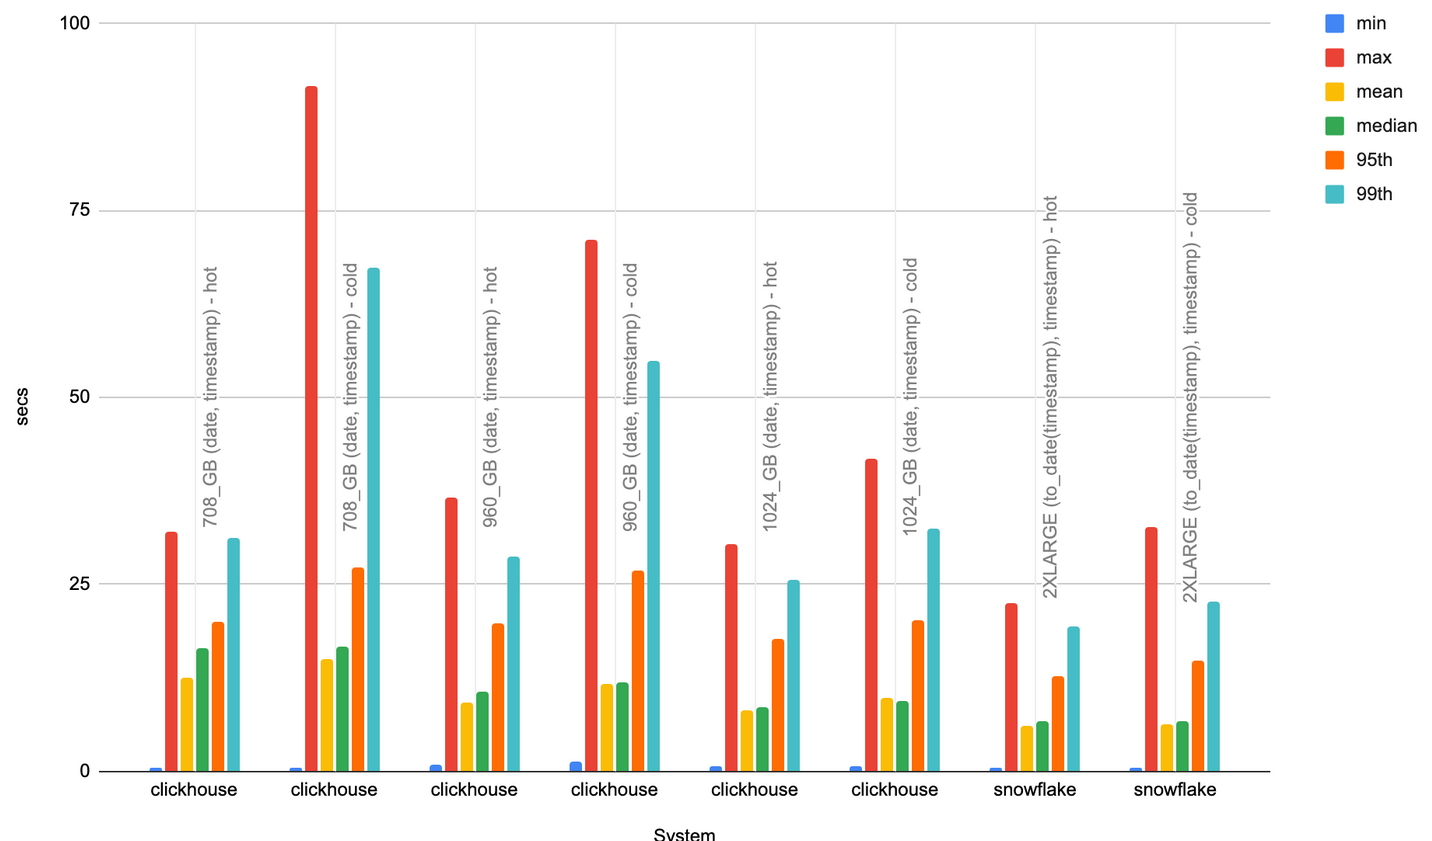 100
75
50
25
0
secs
708_GB (date, timestamp) - hot
708_GB (date, timestamp) - cold
960_GB (date, timestamp) - hot
960_GB (date, timestamp) - cold
1024_GB (date, timestamp) - hot
1024_GB (date, timestamp) - cold
2XLARGE (to_date(timestamp), timestamp) - hot
2XLARGE (to_date(timestamp), timestamp) - cold
clickhouse
clickhouse
clickhouse
clickhouse
clickhouse
clickhouse
snowflake
snowflake
System
min
max
mean
median
95th
99th